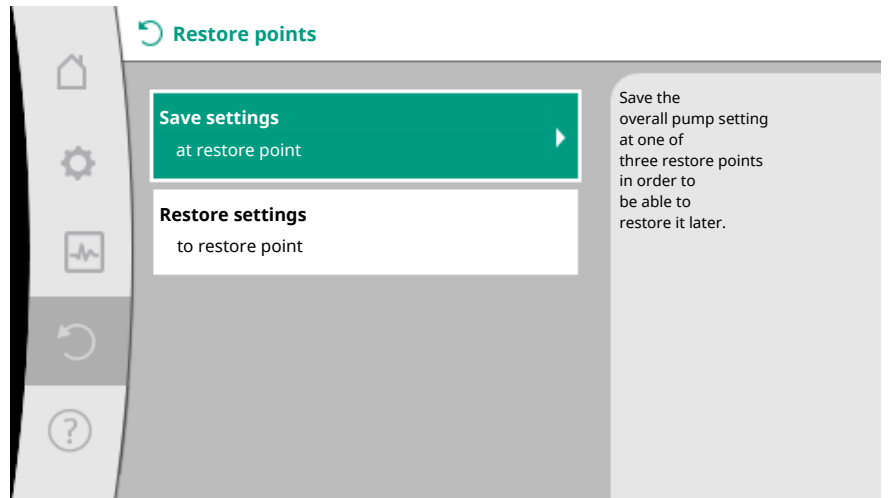 Restore points
Save settings
at restore point
Restore settings
to restore point
Save the
overall pump setting
at one of
three restore points
in order to
be able to
restore it later.
?